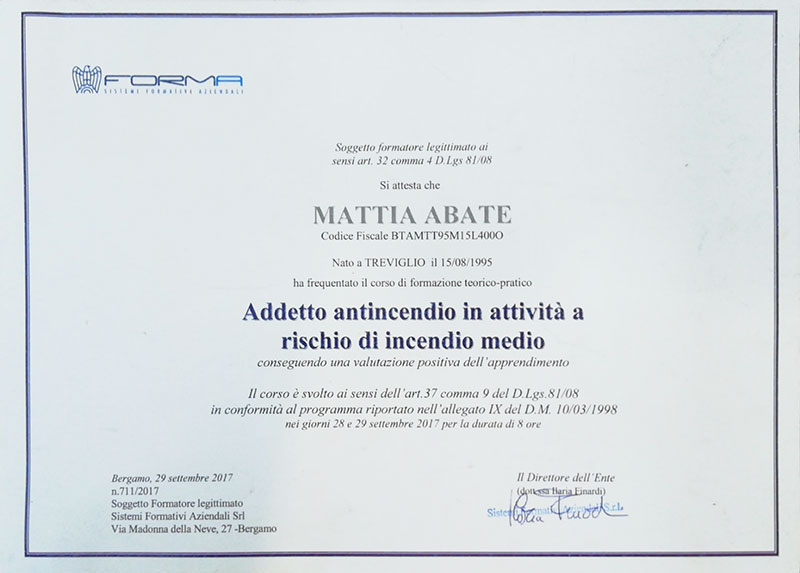 FORMA
SISTEMI FORMATIVI AZIENDALI
Soggetto formatore legittimato ai
sensi art. 32 comma 4 D.Lgs 81/08
Si attesta che
MATTIA ABATE
Codice Fiscale BTAMTT95M15L400O
Nato a TREVIGLIO il 15/08/1995
ha frequentato il corso di formazione teorico-pratico
Addetto antincendio in attività a
rischio di incendio medio
conseguendo una valutazione positiva dell'apprendimento
Il corso è svolto ai sensi dell'art.37 comma 9 del D.Lgs.81/08
in conformità al programma riportato nell'allegato IX del D.M. 10/03/1998
nei giorni 28 e 29 settembre 2017 per la durata di 8 ore
Bergamo, 29 settembre 2017
n.711/2017
Soggetto Formatore legittimato
Sistemi Formativi Aziendali Srl
Via Madonna della Neve, 27 -Bergamo
Il Direttore dell'Ente
(dott.ssa Ilaria Finardi)
Sistemi Formativi Aziendali S.r.l.